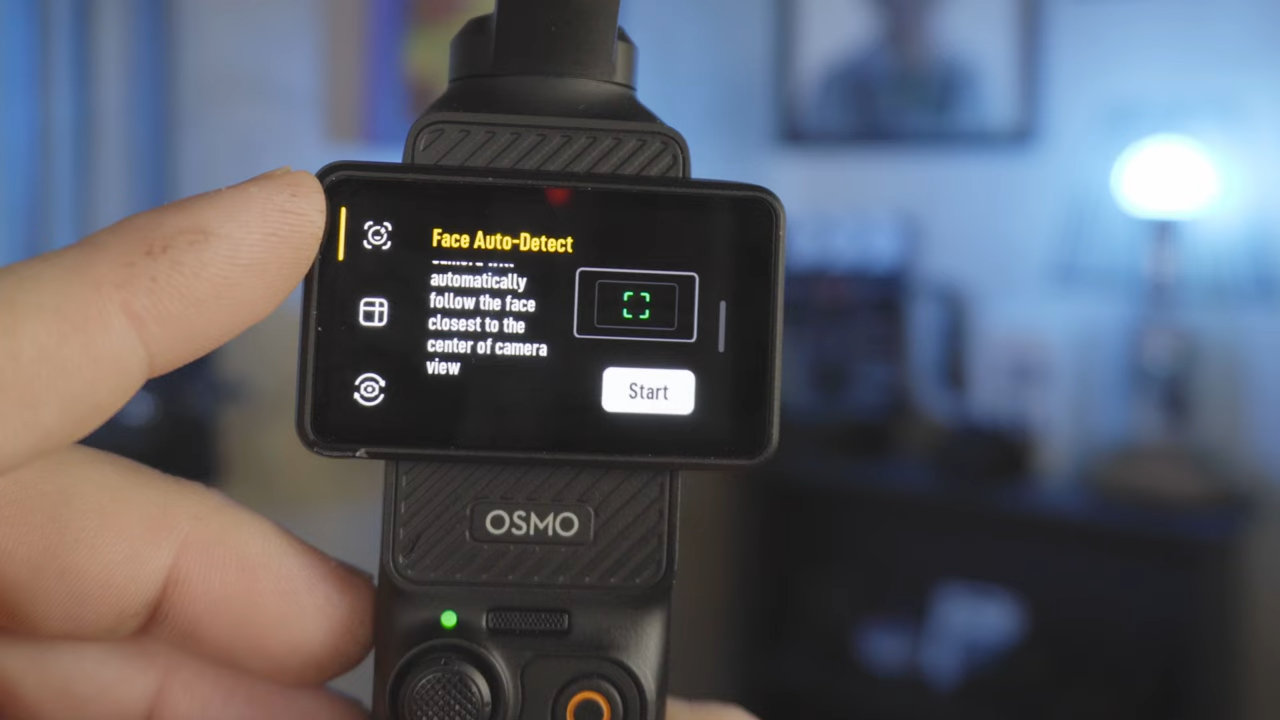 Face Auto-Detect
automatically
follow the face
closest to the
center of camera
view
Start
OSMO